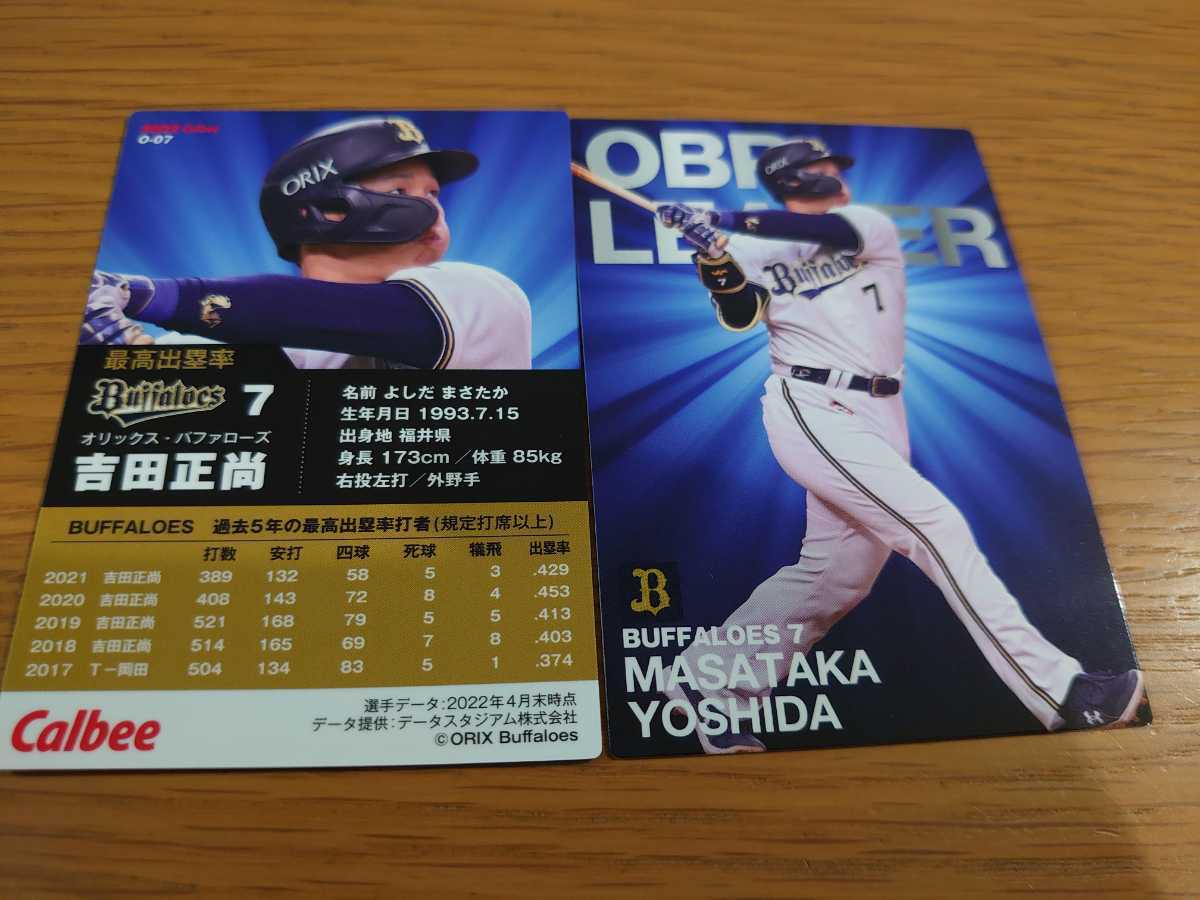 2022 Calbee
O-07
ORIX
B
最高出塁率
Buffaloes 7
オリックス・バファローズ
吉田正尚
名前 よしだ まさたか
生年月日 1993.7.15
出身地 福井県
身長 173cm/体重 85kg
右投左打/外野手
BUFFALOES 過去5年の最高出塁率打者(規定打席以上)
打数 安打 四球 死球 犠飛 出塁率
2021 吉田正尚 389 132 58 5 3 .429
2020 吉田正尚 408 143 72 8 4 .453
2019 吉田正尚 521 168 79 5 5 .413
2018 吉田正尚 514 165 69 7 8 .403
2017 T−岡田 504 134 83 5 1 .374
Calbee
選手データ:2022年4月末時点
データ提供:データスタジアム株式会社
©ORIX Buffaloes
OBP
LEADER
ORIX
Buffaloes
7
7
B
BUFFALOES 7
MASATAKA
YOSHIDA